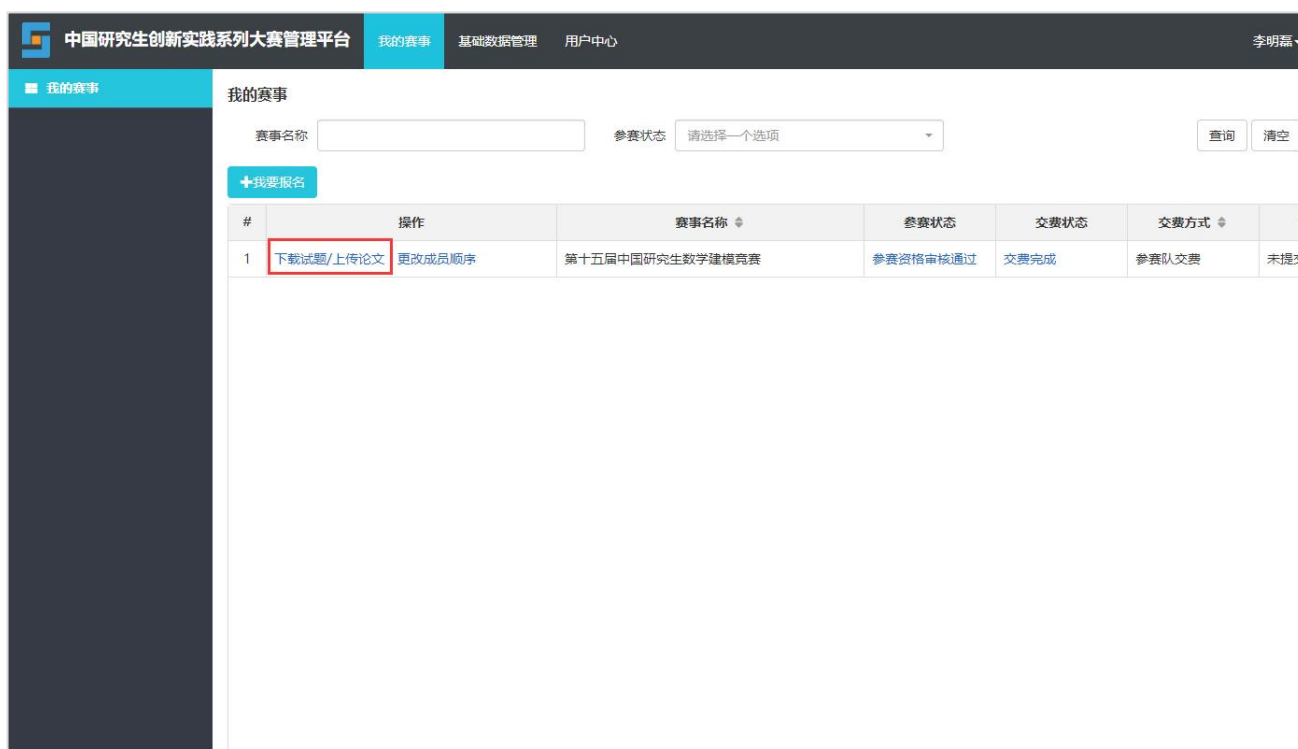 中国研究生创新实践系列大赛管理平台 我的赛事 基础数据管理 用户中心 李明磊
我的赛事
我的赛事
赛事名称 参赛状态 请选择一个选项 查询 清空
+我要报名
# 操作 赛事名称 参赛状态 交费状态 交费方式
1 下载试题/上传论文 更改成员顺序 第十五届中国研究生数学建模竞赛 参赛资格审核通过 交费完成 参赛队交费 未提